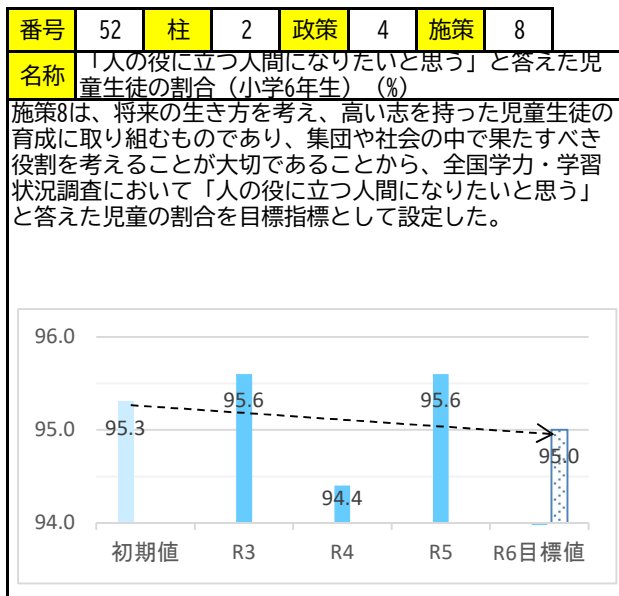 番号 52 柱 2 政策 4 施策 8
名称 「人の役に立つ人間になりたいと思う」と答えた児
童生徒の割合（小学6年生）（%）
施策8は、将来の生き方を考え、高い志を持った児童生徒の
育成に取り組むものであり、集団や社会の中で果たすべき
役割を考えることが大切であることから、全国学力・学習
状況調査において「人の役に立つ人間になりたいと思う」
と答えた児童の割合を目標指標として設定した。
96.0
95.0
94.0
95.3
95.6
94.4
95.6
95.0
初期値 R3 R4 R5 R6目標値